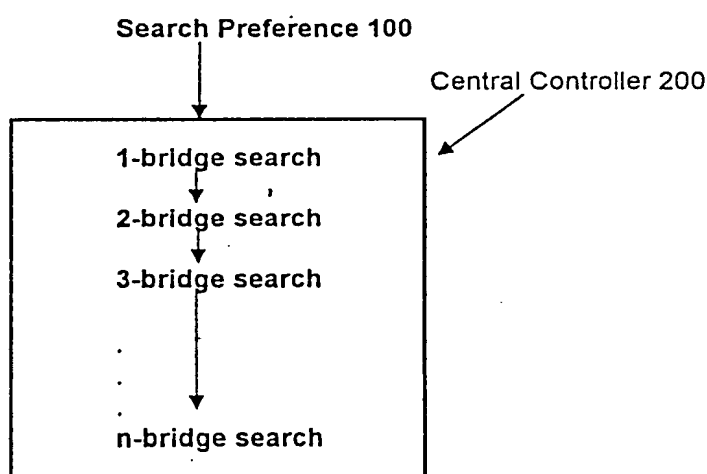 Search Preference 100
Central Controller 200
1-bridge search
2-bridge search
3-bridge search
n-bridge search